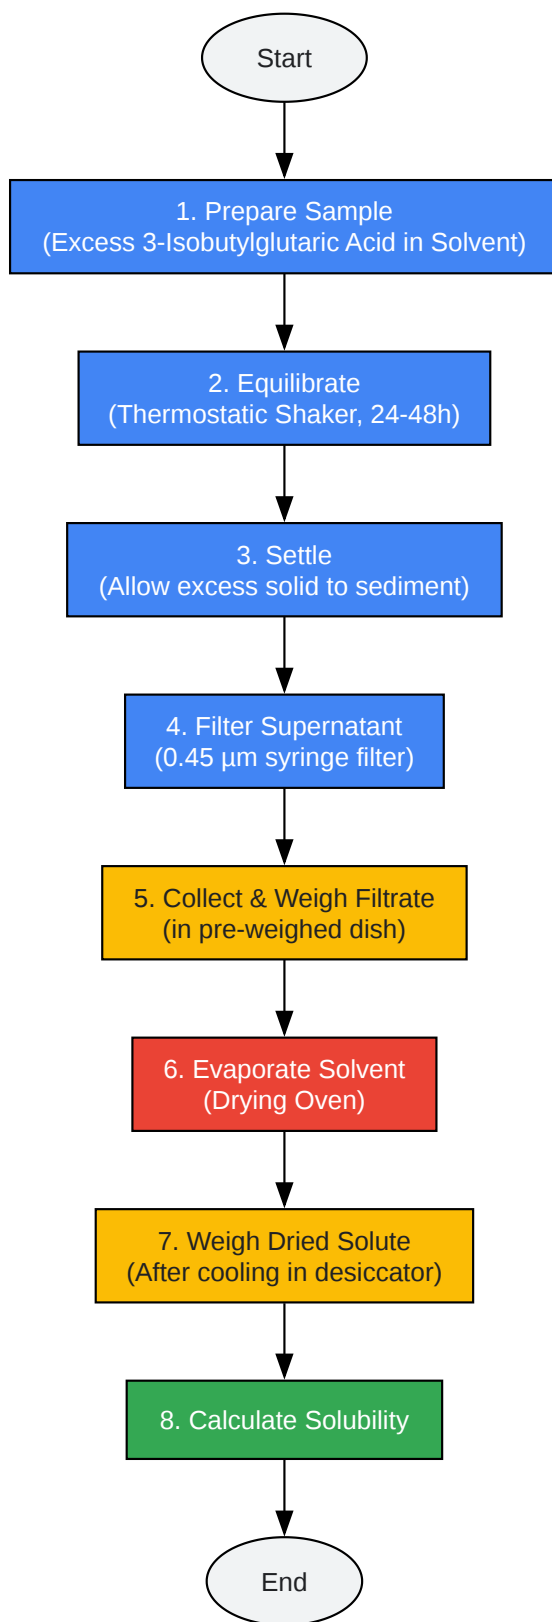 Start
1. Prepare Sample
(Excess 3-Isobutylglutaric Acid in Solvent)
2. Equilibrate
(Thermostatic Shaker, 24-48h)
3. Settle
(Allow excess solid to sediment)
4. Filter Supernatant
(0.45 µm syringe filter)
5. Collect & Weigh Filtrate
(in pre-weighed dish)
6. Evaporate Solvent
(Drying Oven)
7. Weigh Dried Solute
(After cooling in desiccator)
8. Calculate Solubility
End